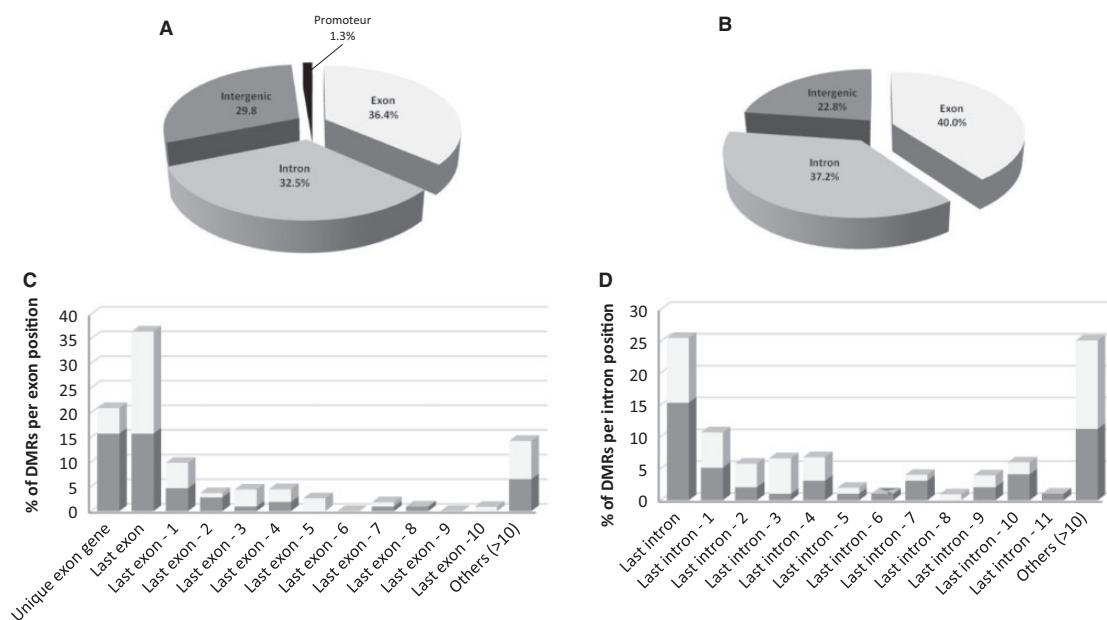 A
Promoteur
1.3%
Intergenic
29.8
Exon
36.4%
Intron
32.5%
B
Intergenic
22.8%
Exon
40.0%
Intron
37.2%
C
% of DMRs per exon position
40
35
30
25
20
15
10
5
0
Unique exon gene
Last exon
Last exon - 1
Last exon - 2
Last exon - 3
Last exon - 4
Last exon - 5
Last exon - 6
Last exon - 7
Last exon - 8
Last exon - 9
Last exon -10
Others (>10)
D
% of DMRs per intron position
30
25
20
15
10
5
0
Last intron
Last intron - 1
Last intron - 2
Last intron - 3
Last intron - 4
Last intron - 5
Last intron - 6
Last intron - 7
Last intron - 8
Last intron - 9
Last intron - 10
Last intron - 11
Others (>10)